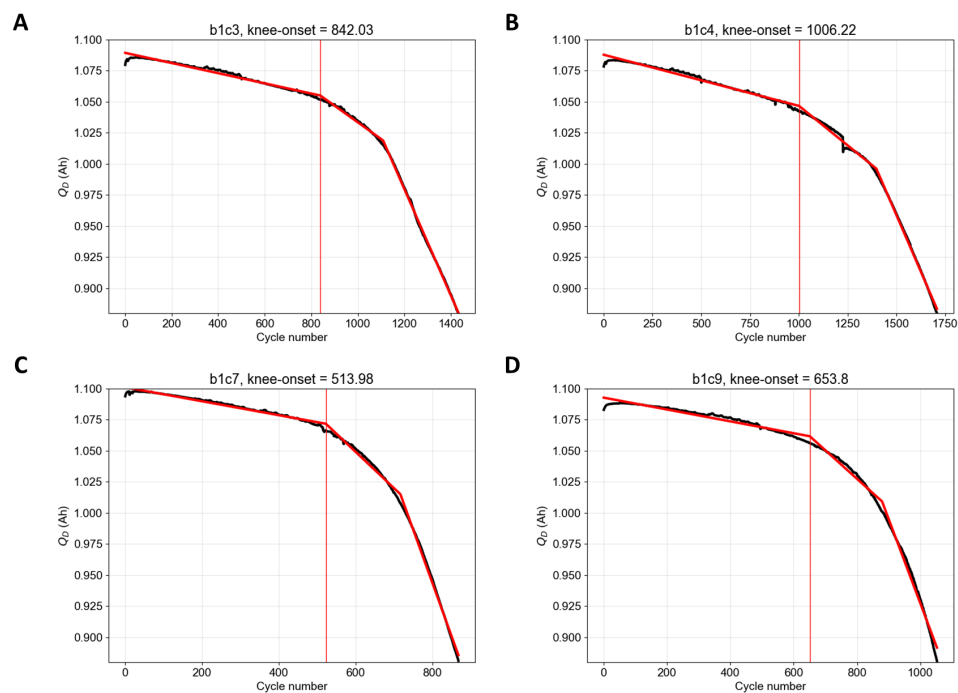 A
b1c3, knee-onset = 842.03
1.100
1.075
1.050
1.025
1.000
0.975
0.950
0.925
0.900
Q_D (Ah)
0 200 400 600 800 1000 1200 1400
Cycle number
B
b1c4, knee-onset = 1006.22
1.100
1.075
1.050
1.025
1.000
0.975
0.950
0.925
0.900
Q_D (Ah)
0 250 500 750 1000 1250 1500 1750
Cycle number
C
b1c7, knee-onset = 513.98
1.100
1.075
1.050
1.025
1.000
0.975
0.950
0.925
0.900
Q_D (Ah)
0 200 400 600 800
Cycle number
D
b1c9, knee-onset = 653.8
1.100
1.075
1.050
1.025
1.000
0.975
0.950
0.925
0.900
Q_D (Ah)
0 200 400 600 800 1000
Cycle number